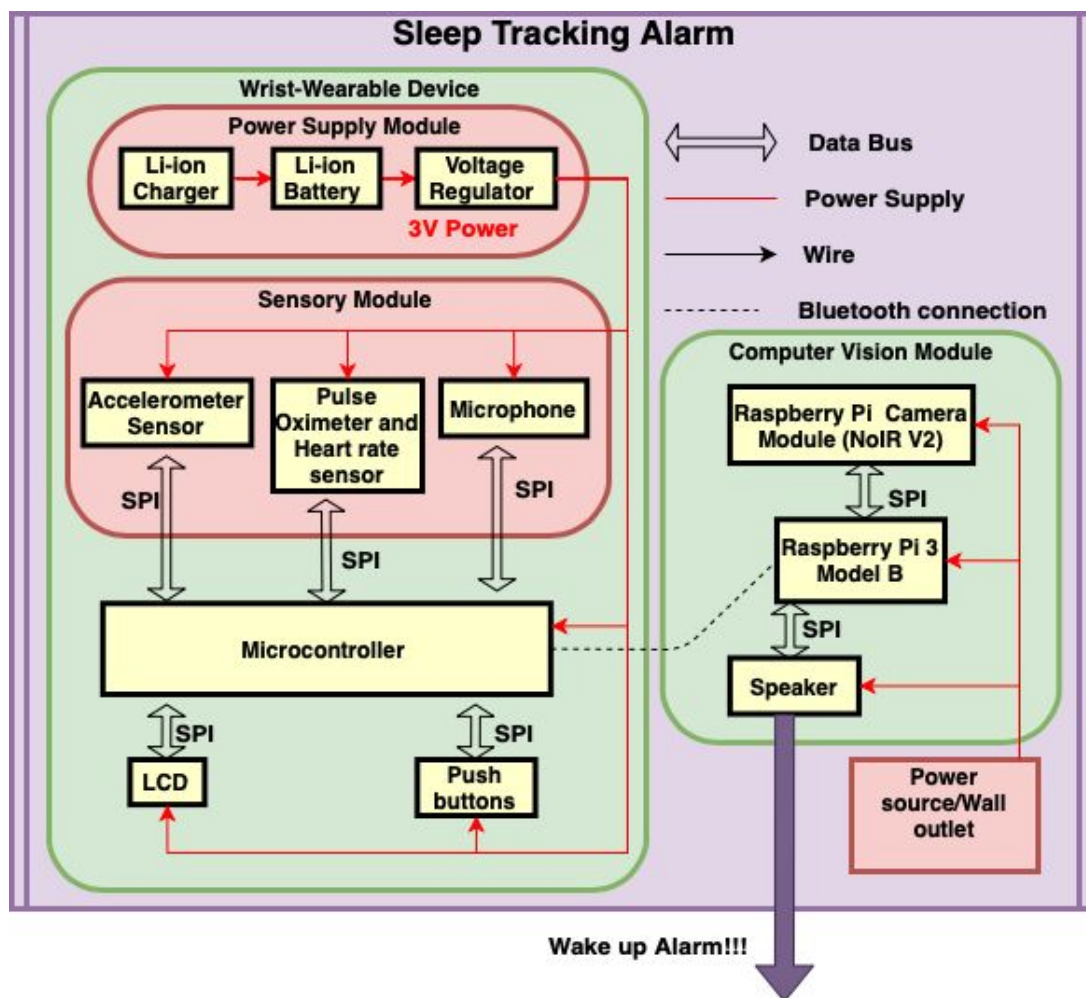 Sleep Tracking Alarm
Wrist-Wearable Device
Power Supply Module
Li-ion
Charger
Li-ion
Battery
Voltage
Regulator
3V Power
Data Bus
Power Supply
Wire
Bluetooth connection
Sensory Module
Accelerometer
Sensor
Pulse
Oximeter and
Heart rate
sensor
Microphone
SPI
SPI
SPI
Microcontroller
SPI
SPI
LCD
Push
buttons
Computer Vision Module
Raspberry Pi Camera
Module (NoIR V2)
SPI
Raspberry Pi 3
Model B
SPI
Speaker
Power
source/Wall
outlet
Wake up Alarm!!!